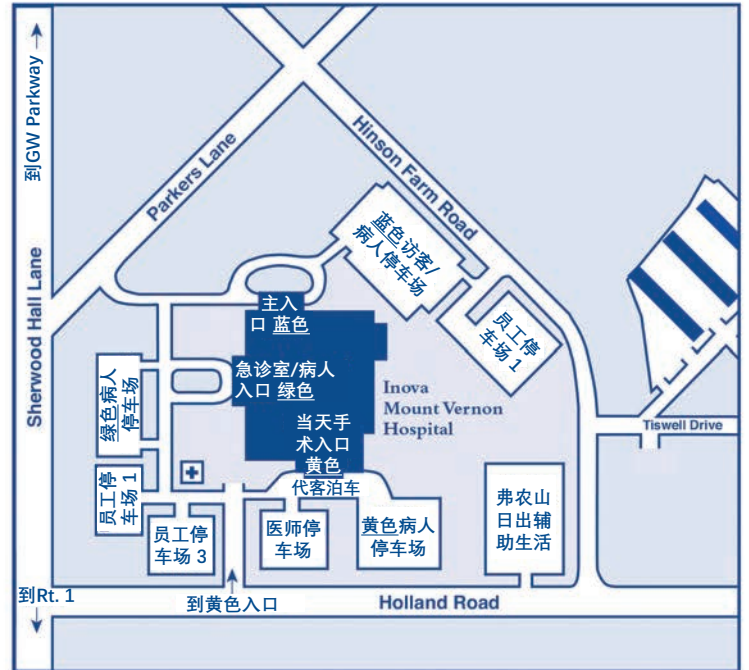 到GW Parkway
Sherwood Hall Lane
Parkers Lane
Hinson Farm Road
蓝色访客/
病人停车场
员工停
车场 1
主入
口 蓝色
急诊室/病人
入口 绿色
当天手
术入口
黄色
Inova
Mount Vernon
Hospital
绿色病人
停车场
员工停
车场 1
员工停
车场 3
代客泊车
医师停
车场
黄色病人
停车场
弗农山
日出辅
助生活
Tiswell Drive
到Rt. 1
到黄色入口
Holland Road